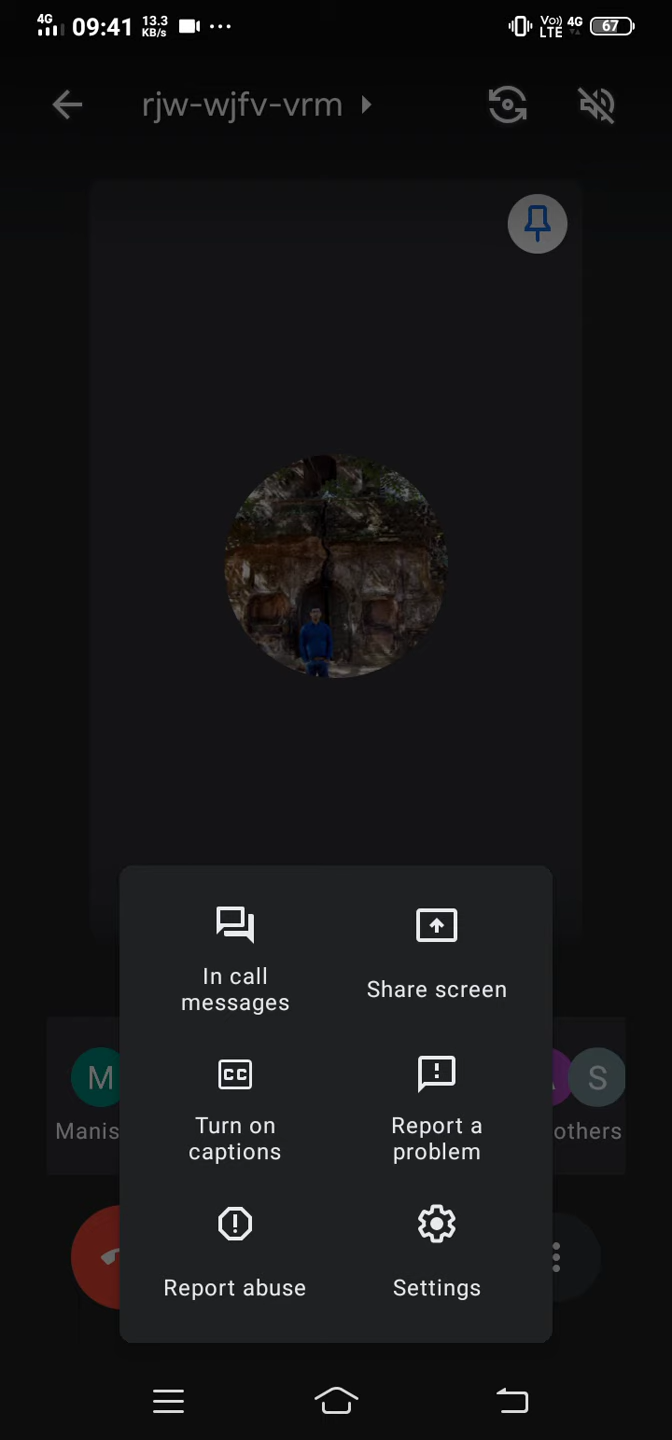 4G 09:41 13.3 KB/s ... Vo) LTE 4G 67
rjw-wjfv-vrm
In call messages
Share screen
CC
Turn on captions
Report a problem
M
S
Manis
others
Report abuse
Settings